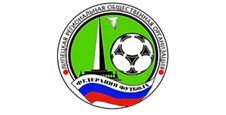 ЛИПЕЦКАЯ РЕГИОНАЛЬНАЯ ОБЩЕСТВЕННАЯ ОРГАНИЗАЦИЯ
ФЕДЕРАЦИЯ ФУТБОЛА